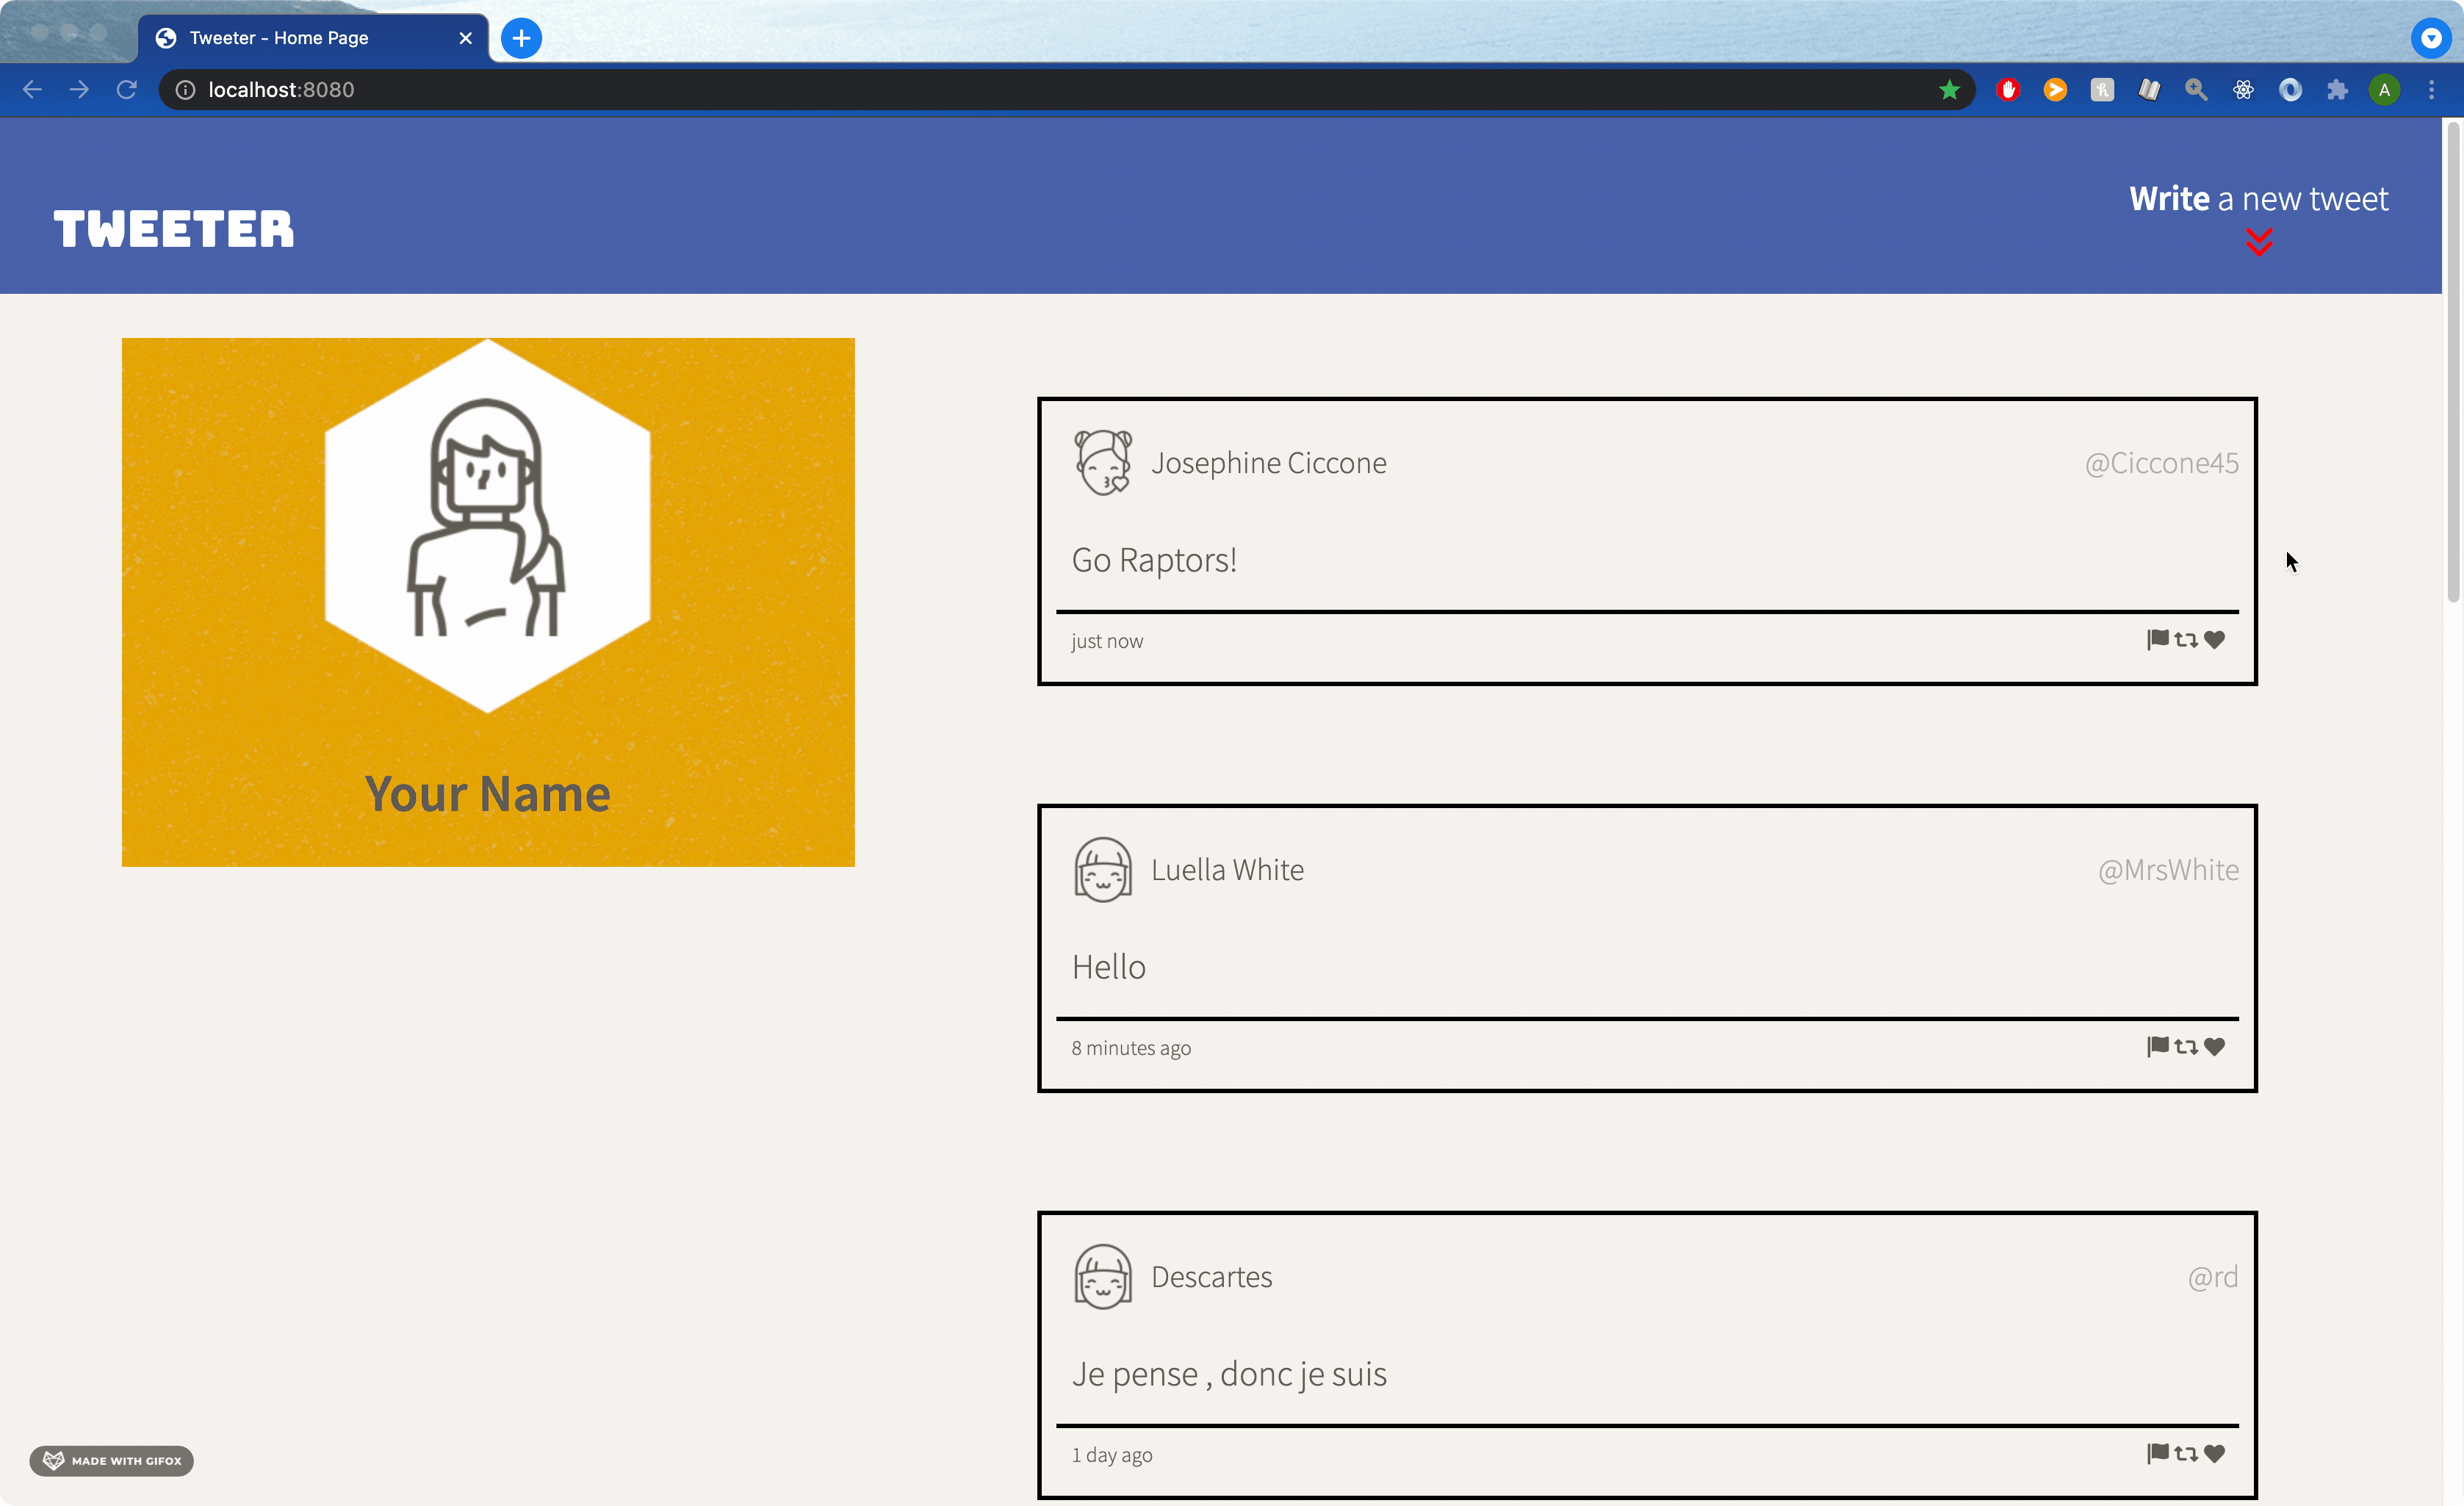 Tweeter - Home Page
localhost:8080
A
TWEETER
Write a new tweet
Your Name
Josephine Ciccone
@Ciccone45
Go Raptors!
just now
Luella White
@MrsWhite
Hello
8 minutes ago
Descartes
@rd
Je pense , donc je suis
1 day ago
MADE WITH GIFOX